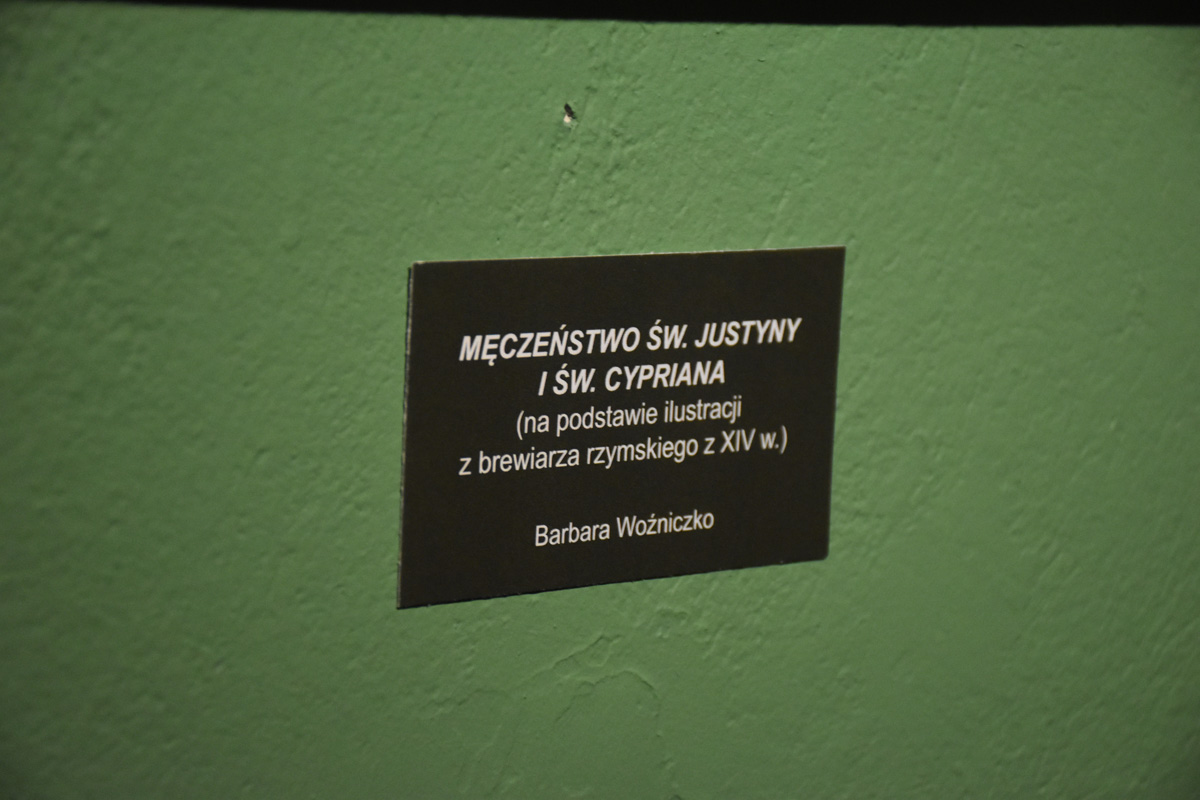 MĘCZEŃSTWO ŚW. JUSTYNY
I ŚW. CYPRIANA
(na podstawie ilustracji
z brewiarza rzymskiego z XIV w.)
Barbara Woźniczko